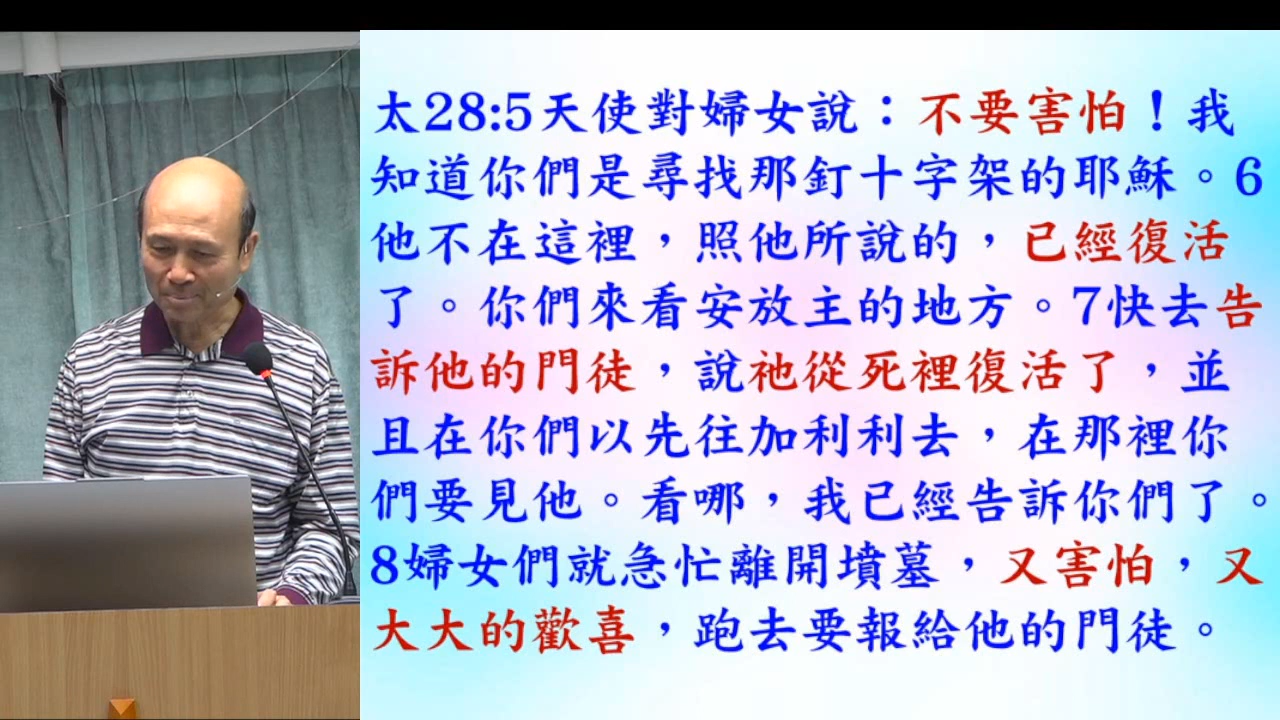 太28:5天使對婦女說：不要害怕！我
知道你們是尋找那釘十字架的耶穌。6
他不在這裡，照他所說的，已經復活
了。你們來看安放主的地方。7快去告
訴他的門徒，說祂從死裡復活了，並
且在你們以先往加利利去，在那裡你
們要見他。看哪，我已經告訴你們了。
8婦女們就急忙離開墳墓，又害怕，又
大大的歡喜，跑去要報給他的門徒。